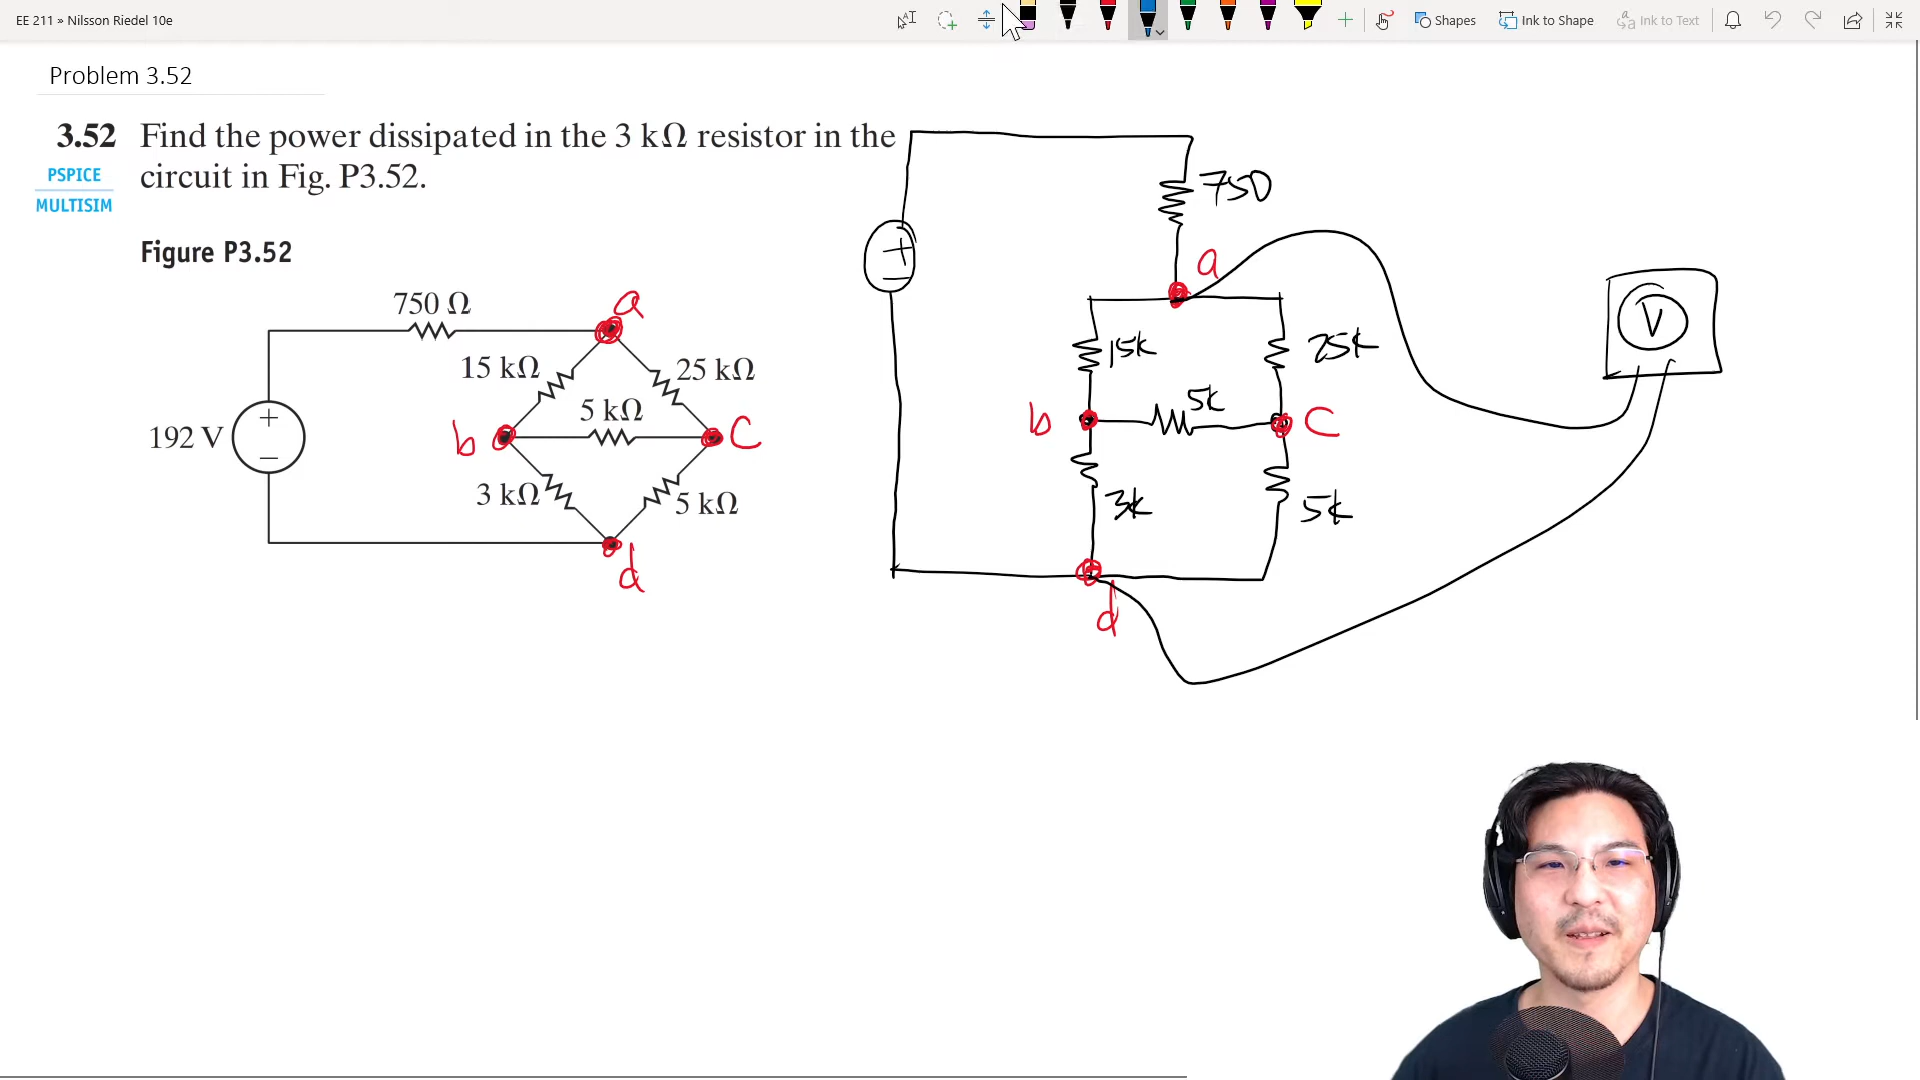 EE 211 » Nilsson Riedel 10e
Shapes
Ink to Shape
Ink to Text
Problem 3.52
3.52 Find the power dissipated in the 3 kΩ resistor in the
circuit in Fig. P3.52.
PSPICE
MULTISIM
Figure P3.52
750 Ω
a
15 kΩ
25 kΩ
5 kΩ
b
C
192 V
+
−
3 kΩ
5 kΩ
d
750
+
−
a
15k
25k
5k
b
C
3k
5k
d
V